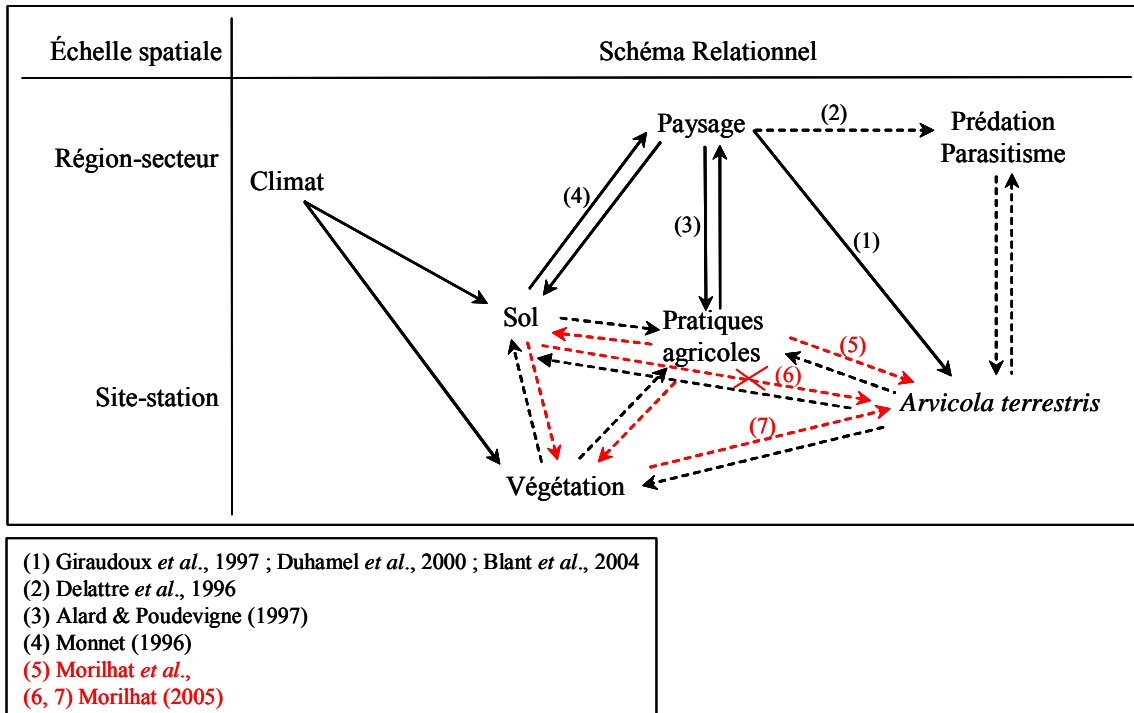 Échelle spatiale
Schéma Relationnel
Région-secteur
Site-station
Paysage
(2)
Prédation
Parasitisme
Climat
(4)
(3)
(1)
Sol
Pratiques
agricoles
(5)
(6)
Arvicola terrestris
(7)
Végétation
(1) Giraudoux et al., 1997 ; Duhamel et al., 2000 ; Blant et al., 2004
(2) Delattre et al., 1996
(3) Alard & Poudevigne (1997)
(4) Monnet (1996)
(5) Morilhat et al.,
(6, 7) Morilhat (2005)